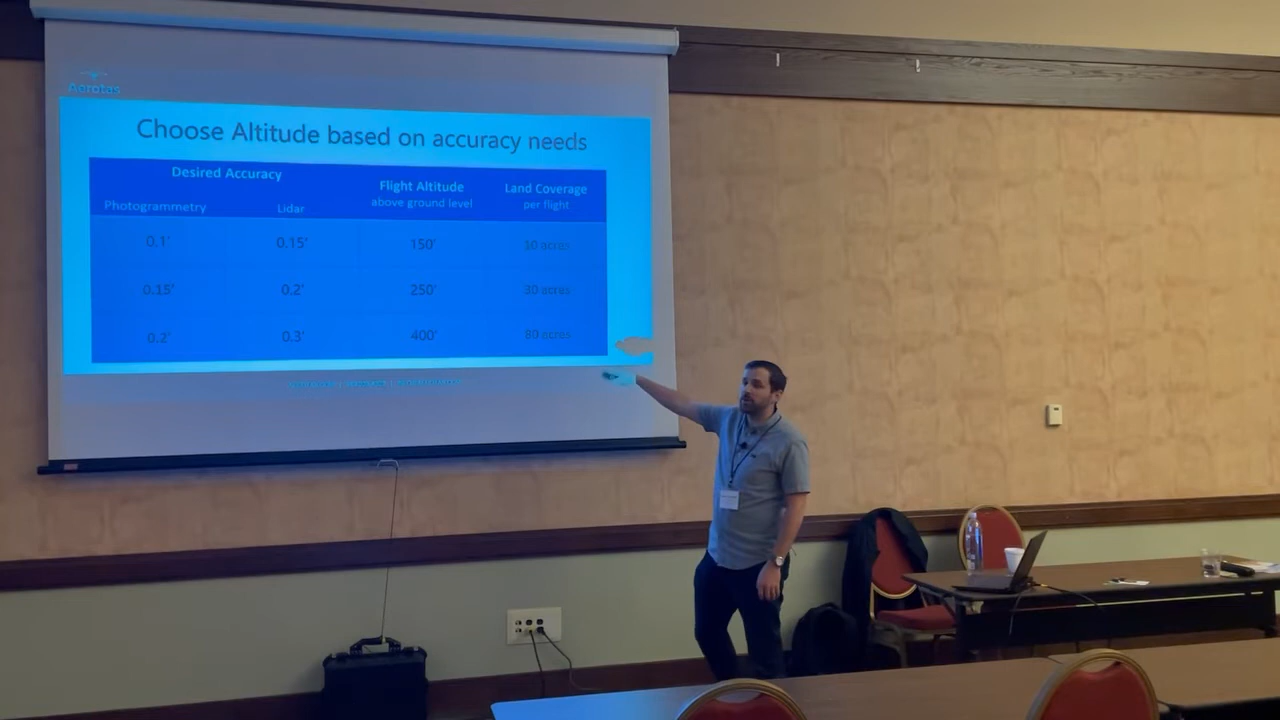 Aerotas
Choose Altitude based on accuracy needs
Desired Accuracy
Flight Altitude
above ground level
Land Coverage
per flight
Photogrammetry
Lidar
0.1' 0.15' 150' 10 acres
0.15' 0.2' 250' 30 acres
0.2' 0.3' 400' 80 acres